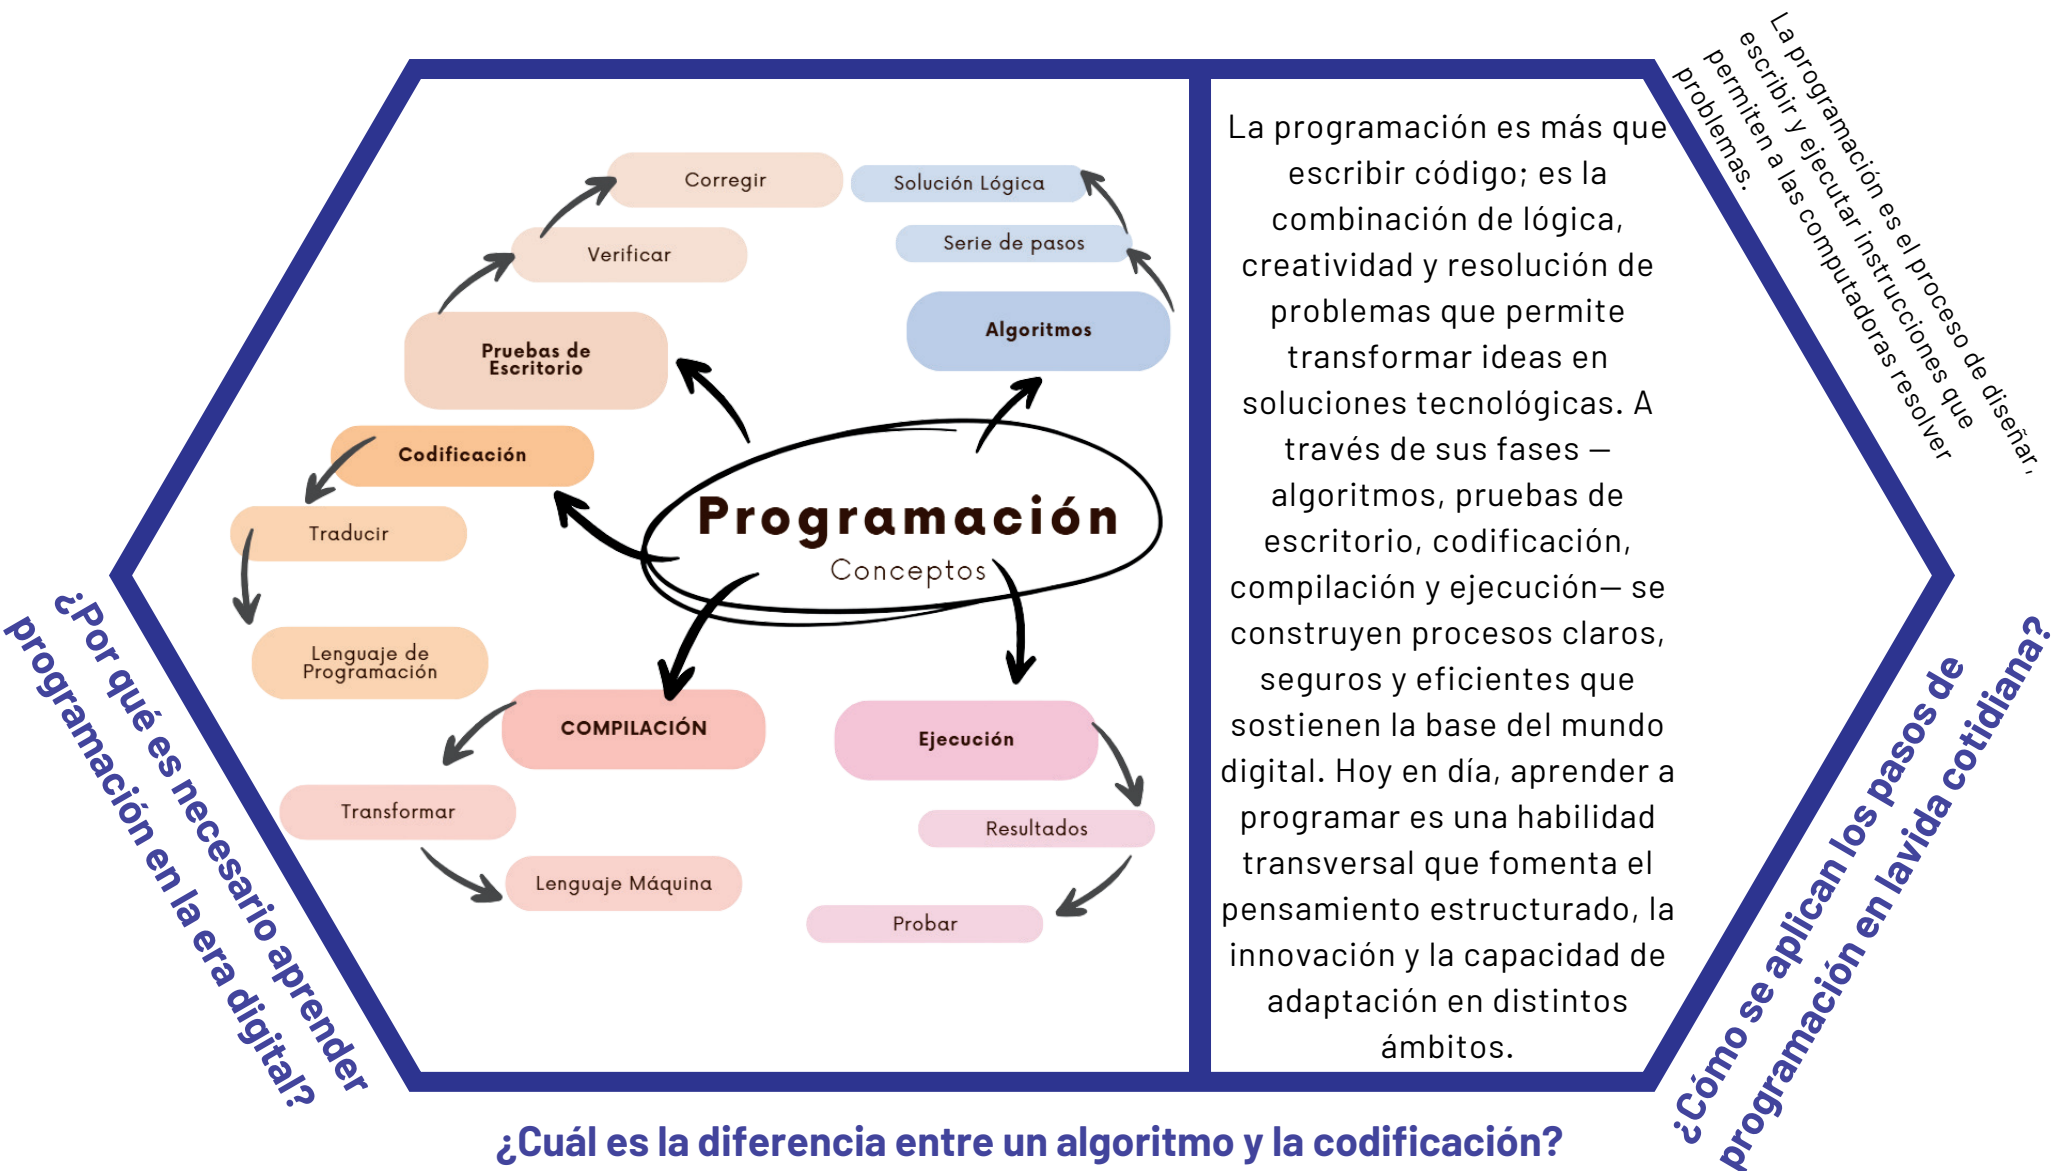 Corregir
Verificar
Pruebas de
Escritorio
Solución Lógica
Serie de pasos
Algoritmos
Codificación
Traducir
Lenguaje de
Programación
Programación
Conceptos
COMPILACIÓN
Transformar
Lenguaje Máquina
Ejecución
Resultados
Probar
La programación es más que
escribir código; es la
combinación de lógica,
creatividad y resolución de
problemas que permite
transformar ideas en
soluciones tecnológicas. A
través de sus fases —
algoritmos, pruebas de
escritorio, codificación,
compilación y ejecución— se
construyen procesos claros,
seguros y eficientes que
sostienen la base del mundo
digital. Hoy en día, aprender a
programar es una habilidad
transversal que fomenta el
pensamiento estructurado, la
innovación y la capacidad de
adaptación en distintos
ámbitos.
La programación es el proceso de diseñar,
escribir y ejecutar instrucciones que
permiten a las computadoras resolver
problemas.
¿Por qué es necesario aprender
programación en la era digital?
¿Cuál es la diferencia entre un algoritmo y la codificación?
¿Cómo se aplican los pasos de
programación en lavida cotidiana?